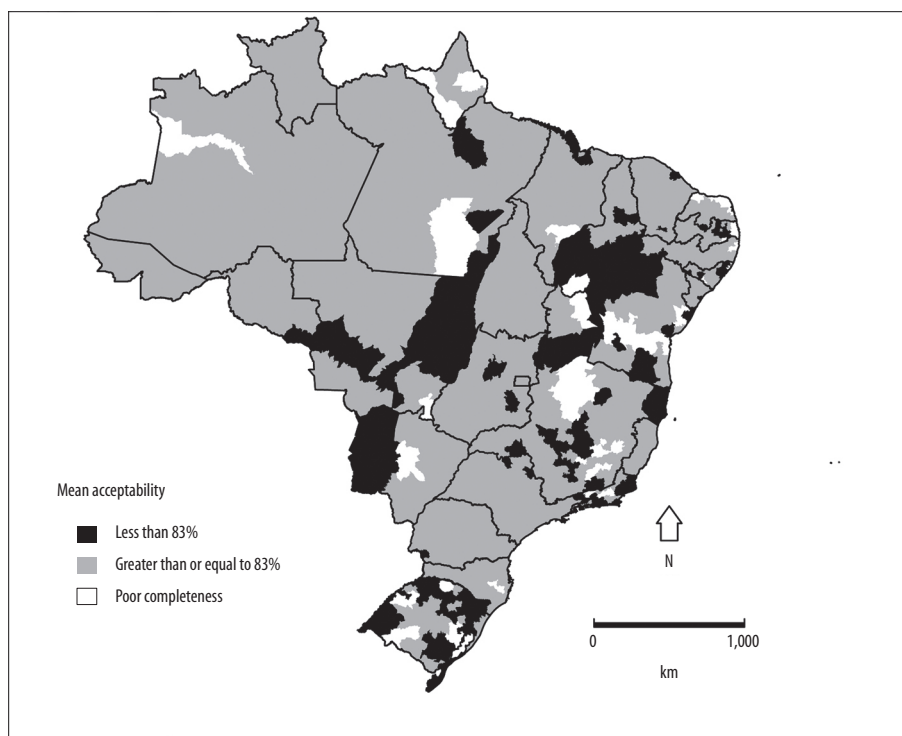 Mean acceptability
Less than 83%
Greater than or equal to 83%
Poor completeness
N
0 1,000
km